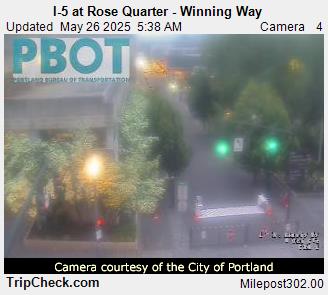 I-5 at Rose Quarter - Winning Way
Updated May 26 2025 5:38 AM Camera 4
PBOT
PORTLAND BUREAU OF TRANSPORTATION
Camera courtesy of the City of Portland
TripCheck.com Milepost302.00